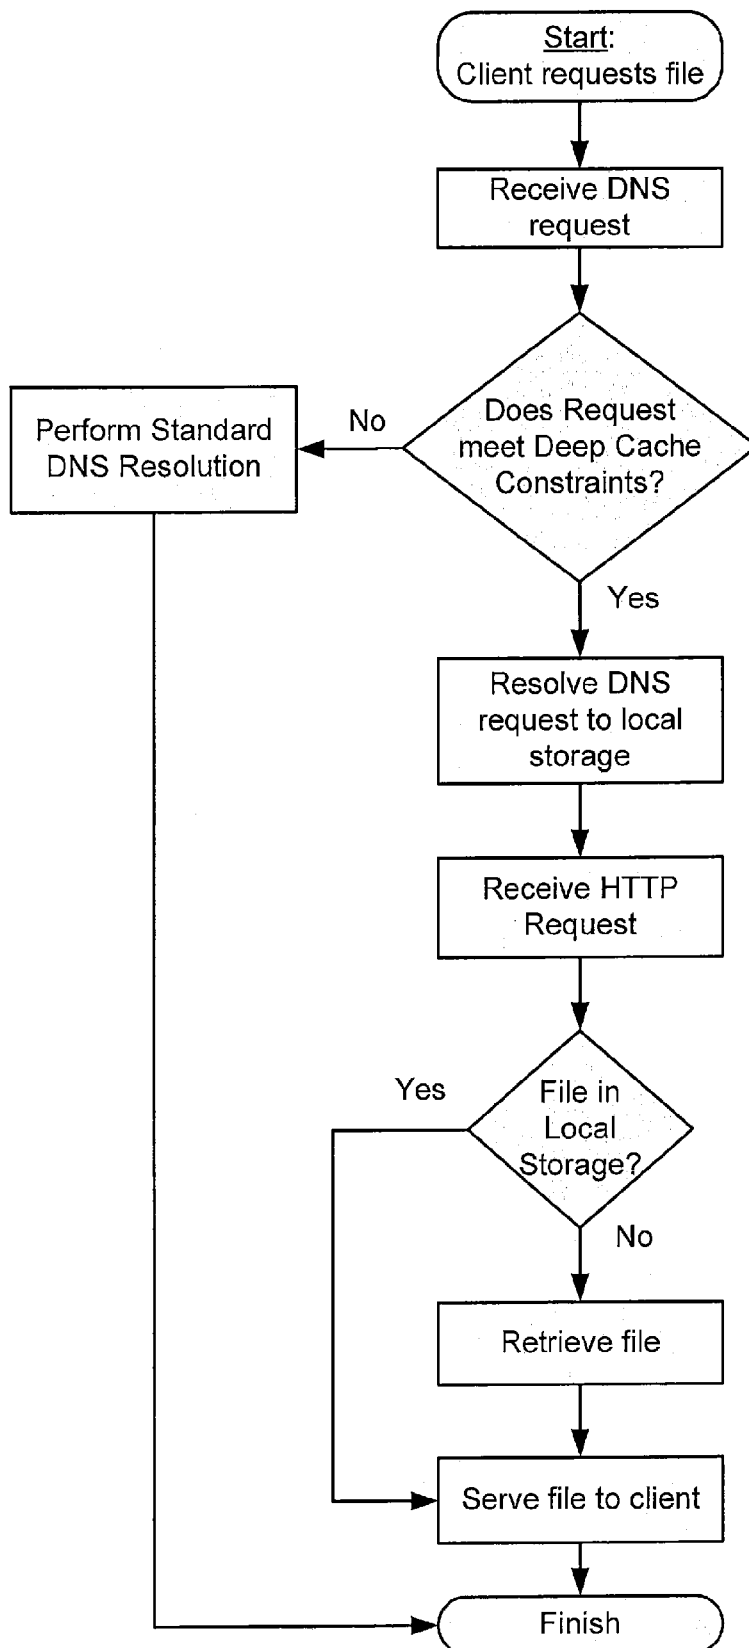 Start:
Client requests file
Receive DNS
request
Does Request
meet Deep Cache
Constraints?
No
Perform Standard
DNS Resolution
Yes
Resolve DNS
request to local
storage
Receive HTTP
Request
File in
Local
Storage?
Yes
No
Retrieve file
Serve file to client
Finish